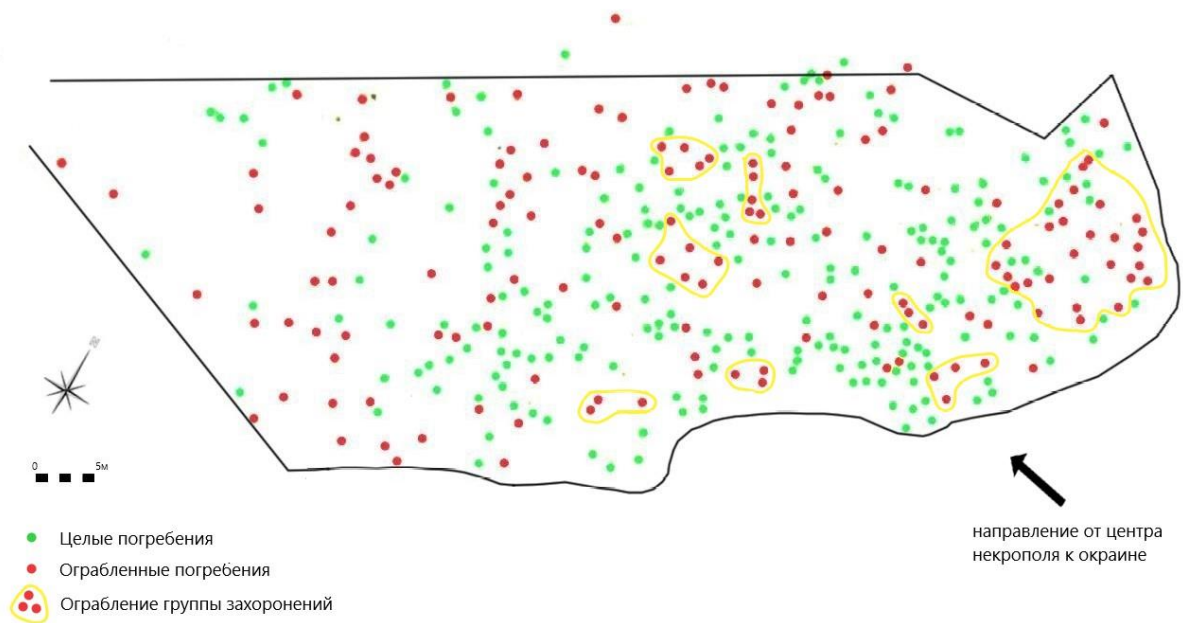 0 5м
Целые погребения
Ограбленные погребения
Ограбление группы захоронений
направление от центра
некрополя к окраине